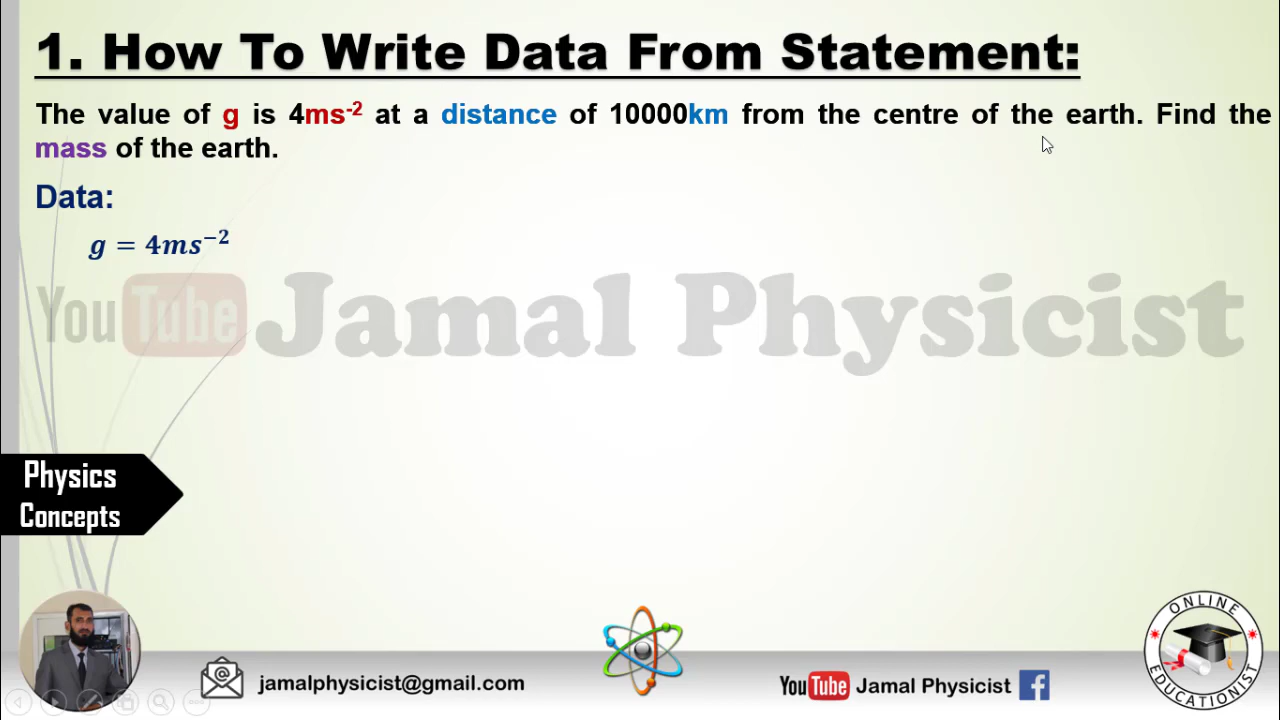 1. How To Write Data From Statement:
The value of g is 4ms-2 at a distance of 10000km from the centre of the earth. Find the
mass of the earth.
Data:
g = 4ms−2
YouTube Jamal Physicist
Physics
Concepts
jamalphysicist@gmail.com
YouTube Jamal Physicist f
ONLINE
EDUCATIONIST